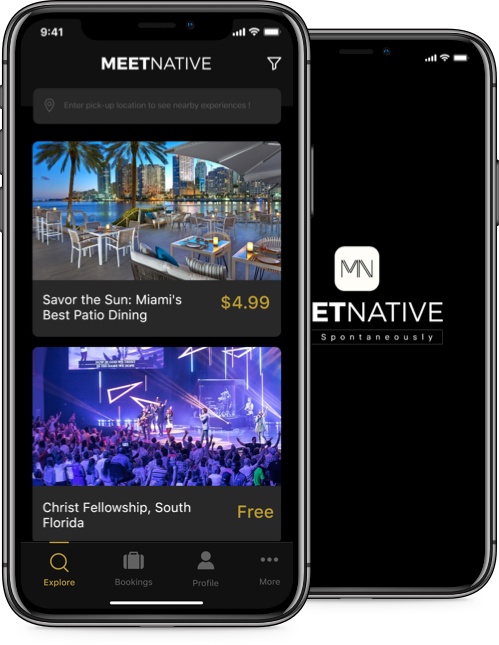 9:41
MEETNATIVE
Enter pick-up location to see nearby experiences !
Savor the Sun: Miami's
Best Patio Dining
$4.99
Christ Fellowship, South
Florida
Free
Explore
Bookings
Profile
More
MN
ETNATIVE
Spontaneously